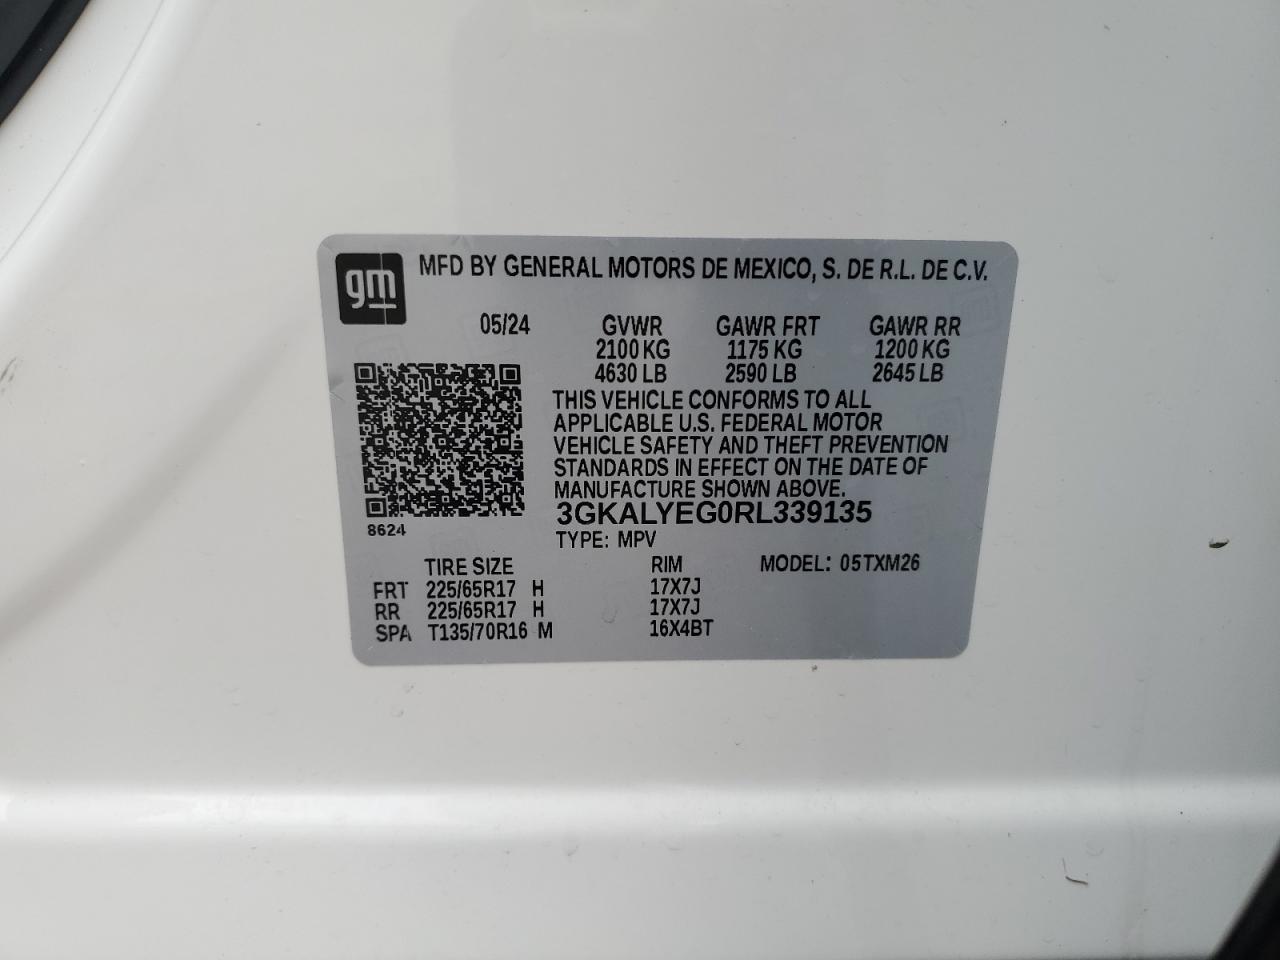 gm
MFD BY GENERAL MOTORS DE MEXICO, S. DE R.L. DE C.V.
05/24 GVWR GAWR FRT GAWR RR
2100 KG 1175 KG 1200 KG
4630 LB 2590 LB 2645 LB
THIS VEHICLE CONFORMS TO ALL
APPLICABLE U.S. FEDERAL MOTOR
VEHICLE SAFETY AND THEFT PREVENTION
STANDARDS IN EFFECT ON THE DATE OF
MANUFACTURE SHOWN ABOVE.
3GKALYEG0RL339135
8624
TYPE: MPV
TIRE SIZE RIM MODEL: 05TXM26
FRT 225/65R17 H 17X7J
RR 225/65R17 H 17X7J
SPA T135/70R16 M 16X4BT